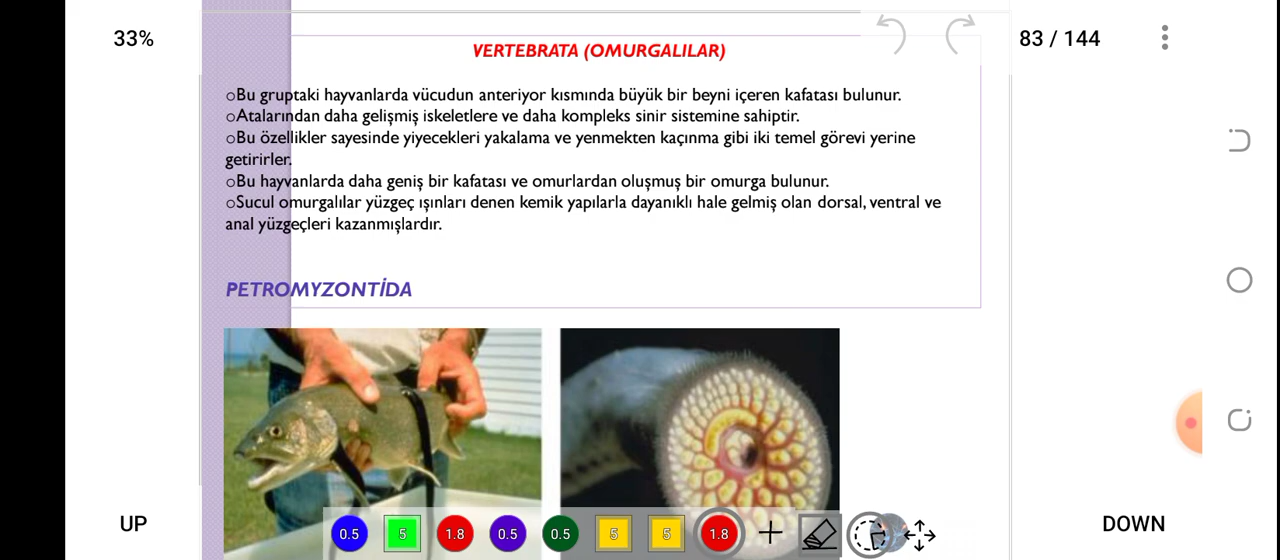 33%
83 / 144
VERTEBRATA (OMURGALILAR)
○Bu gruptaki hayvanlarda vücudun anteriyor kısmında büyük bir beyni içeren kafatası bulunur.
○Atalarından daha gelişmiş iskeletlere ve daha kompleks sinir sistemine sahiptir.
○Bu özellikler sayesinde yiyecekleri yakalama ve yenmekten kaçınma gibi iki temel görevi yerine
getirirler.
○Bu hayvanlarda daha geniş bir kafatası ve omurlardan oluşmuş bir omurga bulunur.
○Sucul omurgalılar yüzgeç ışınları denen kemik yapılarla dayanıklı hale gelmiş olan dorsal, ventral ve
anal yüzgeçleri kazanmışlardır.
PETROMYZONTİDA
UP
0.5 5 1.8 0.5 0.5 5 5 1.8
DOWN